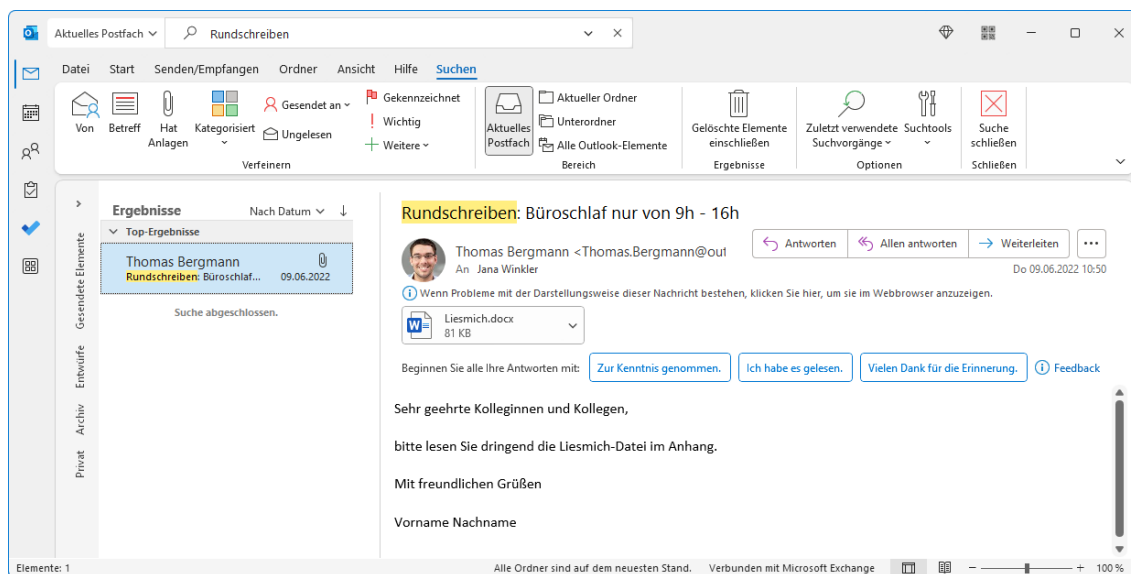 Aktuelles Postfach Rundschreiben
Datei Start Senden/Empfangen Ordner Ansicht Hilfe Suchen
Von
Betreff
Hat
Anlagen
Kategorisiert
Gesendet an
Ungelesen
Gekennzeichnet
Wichtig
Weitere
Verfeinern
Aktuelles
Postfach
Aktueller Ordner
Unterordner
Alle Outlook-Elemente
Bereich
Gelöschte Elemente
einschließen
Ergebnisse
Zuletzt verwendete
Suchvorgänge
Suchtools
Optionen
Suche
schließen
Schließen
Gesendete Elemente
Entwürfe
Archiv
Privat
Ergebnisse Nach Datum
Top-Ergebnisse
Thomas Bergmann
Rundschreiben: Büroschlaf... 09.06.2022
Suche abgeschlossen.
Rundschreiben: Büroschlaf nur von 9h - 16h
Thomas Bergmann <Thomas.Bergmann@out
An Jana Winkler
Antworten Allen antworten Weiterleiten ...
Do 09.06.2022 10:50
Wenn Probleme mit der Darstellungsweise dieser Nachricht bestehen, klicken Sie hier, um sie im Webbrowser anzuzeigen.
Liesmich.docx
81 KB
Beginnen Sie alle Ihre Antworten mit: Zur Kenntnis genommen. Ich habe es gelesen. Vielen Dank für die Erinnerung. Feedback
Sehr geehrte Kolleginnen und Kollegen,
bitte lesen Sie dringend die Liesmich-Datei im Anhang.
Mit freundlichen Grüßen
Vorname Nachname
Elemente: 1 Alle Ordner sind auf dem neuesten Stand. Verbunden mit Microsoft Exchange 100 %